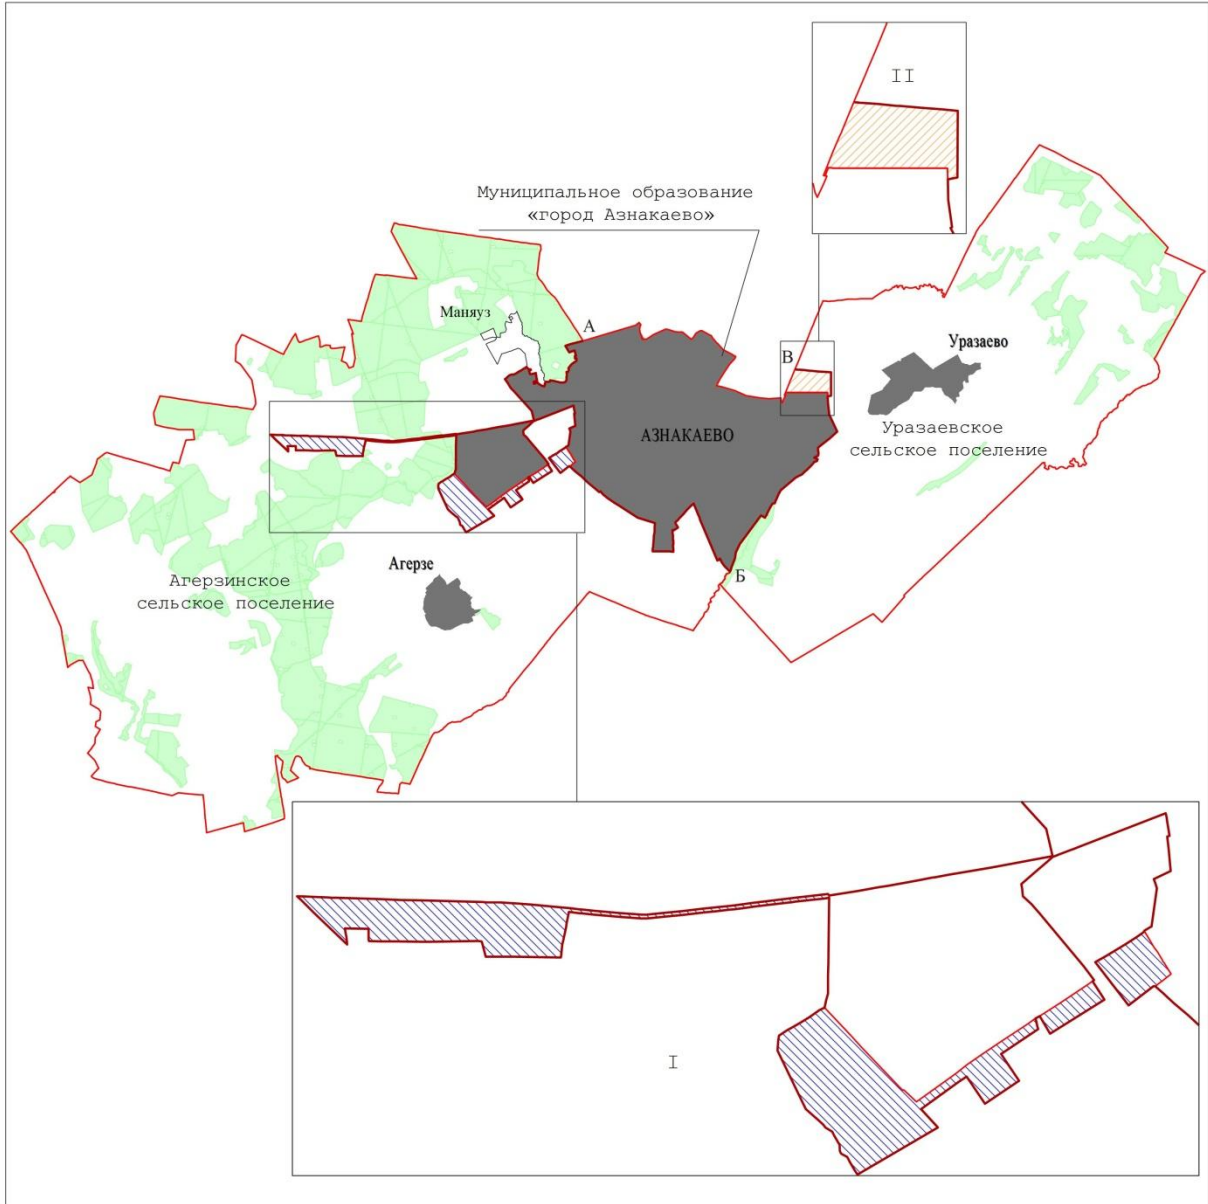 II
Муниципальное образование
«город Азнакаево»
Маняуз
А
В
Уразаево
Уразаевское
сельское поселение
АЗНАКАЕВО
Агерзе
Б
Агерзинское
сельское поселение
I